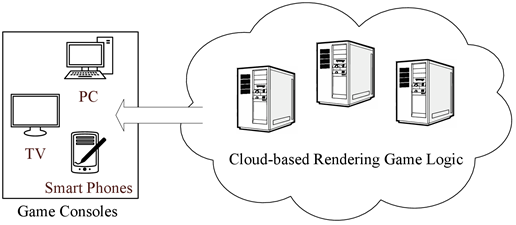 PC
TV
Smart Phones
Game Consoles
Cloud-based Rendering Game Logic